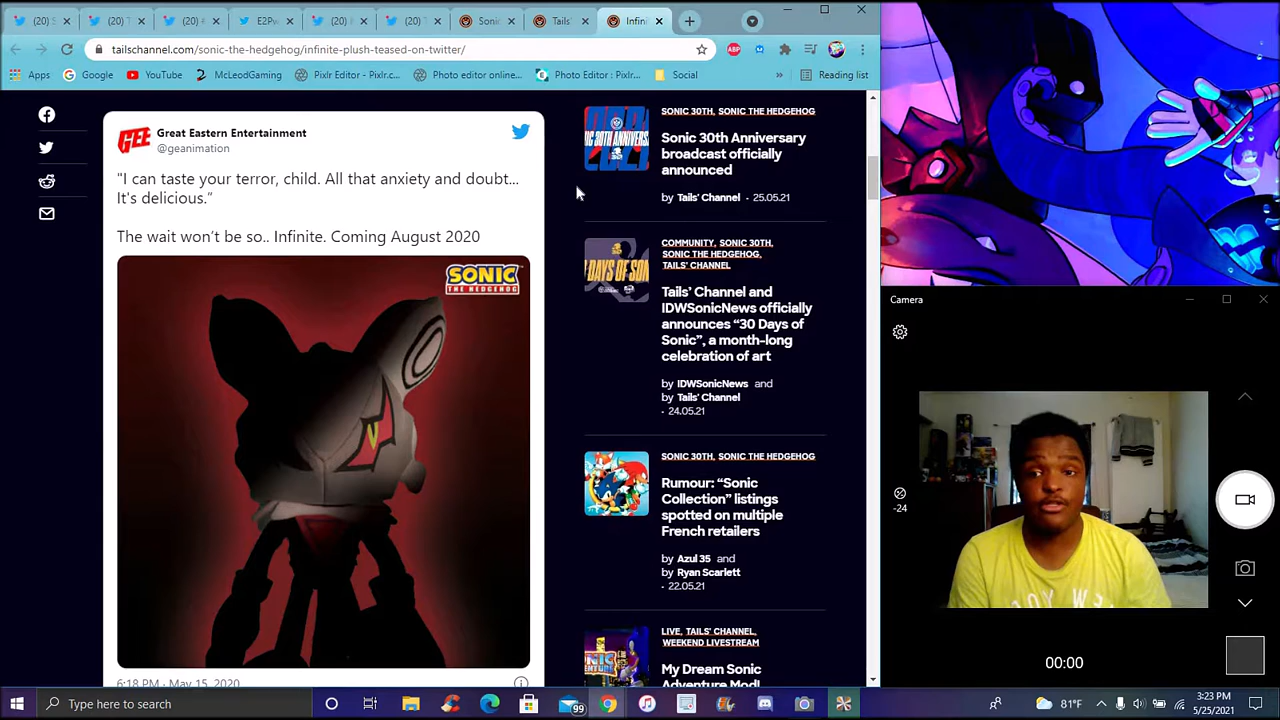 (20) S
(20) T
(20) #
E2Pv
(20) #
(20) T
Sonic
Tails'
Infini
tailschannel.com/sonic-the-hedgehog/infinite-plush-teased-on-twitter/
ABP
Apps
Google
YouTube
McLeodGaming
Pixlr Editor - Pixlr.c...
Photo editor online...
Photo Editor : Pixlr...
Social
»
Reading list
GEE
Great Eastern Entertainment
@geanimation
"I can taste your terror, child. All that anxiety and doubt...
It's delicious.”
The wait won’t be so.. Infinite. Coming August 2020
SONIC
THE HEDGEHOG
6:18 PM · May 15, 2020
SONIC 30TH, SONIC THE HEDGEHOG
Sonic 30th Anniversary
broadcast officially
announced
by Tails' Channel • 25.05.21
COMMUNITY, SONIC 30TH,
SONIC THE HEDGEHOG,
TAILS' CHANNEL
DAYS OF SON
Tails’ Channel and
IDWSonicNews officially
announces “30 Days of
Sonic”, a month-long
celebration of art
by IDWSonicNews and
by Tails' Channel
• 24.05.21
SONIC 30TH, SONIC THE HEDGEHOG
Rumour: “Sonic
Collection” listings
spotted on multiple
French retailers
by Azul 35 and
by Ryan Scarlett
• 22.05.21
LIVE, TAILS' CHANNEL,
WEEKEND LIVESTREAM
My Dream Sonic
Adventure Mod!
Camera
-24
00:00
Type here to search
99
81°F
3:23 PM
5/25/2021